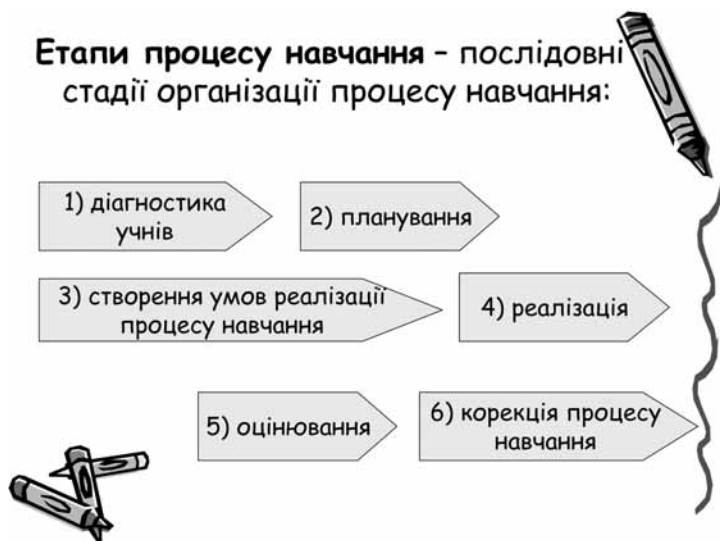 Етапи процесу навчання – послідовні
стадії організації процесу навчання:
1) діагностика
учнів
2) планування
3) створення умов реалізації
процесу навчання
4) реалізація
5) оцінювання
6) корекція процесу
навчання